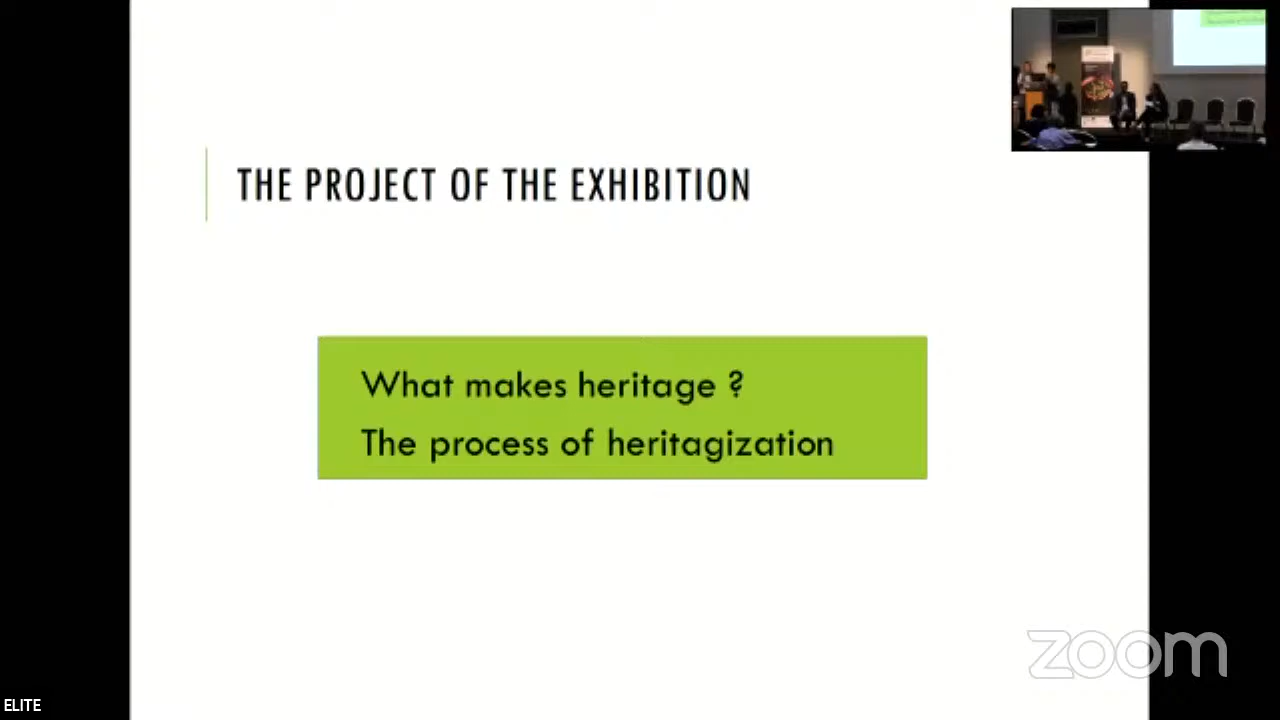 THE PROJECT OF THE EXHIBITION
What makes heritage ?
The process of heritagization
zoom
ELITE